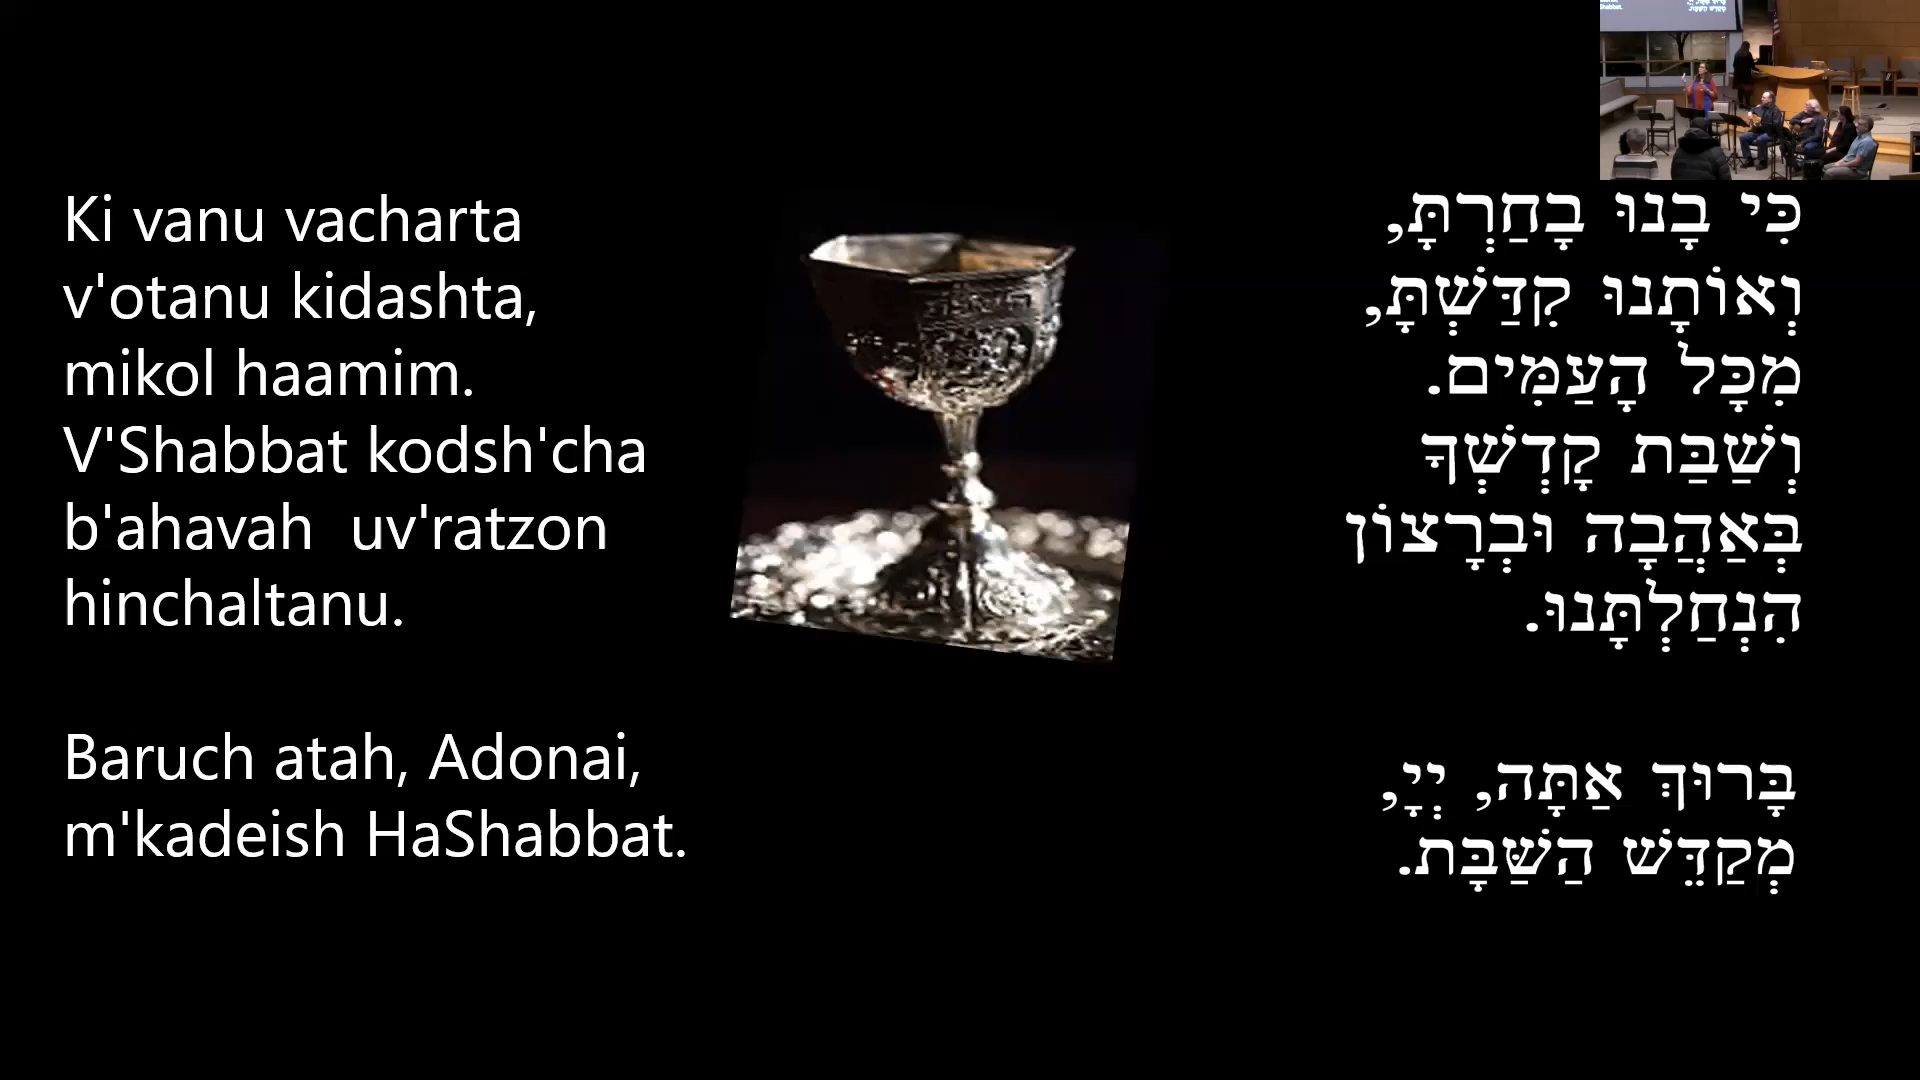 Ki vanu vacharta
v'otanu kidashta,
mikol haamim.
V'Shabbat kodsh'cha
b'ahavah uv'ratzon
hinchaltanu.
Baruch atah, Adonai,
m'kadeish HaShabbat.
כִּי בָנוּ בָחַרְתָּ,
וְאוֹתָנוּ קִדַּשְׁתָּ,
מִכָּל הָעַמִּים.
וְשַׁבַּת קָדְשְׁךָ
בְּאַהֲבָה וּבְרָצוֹן
הִנְחַלְתָּנוּ.
בָּרוּךְ אַתָּה, יְיָ,
מְקַדֵּשׁ הַשַּׁבָּת.